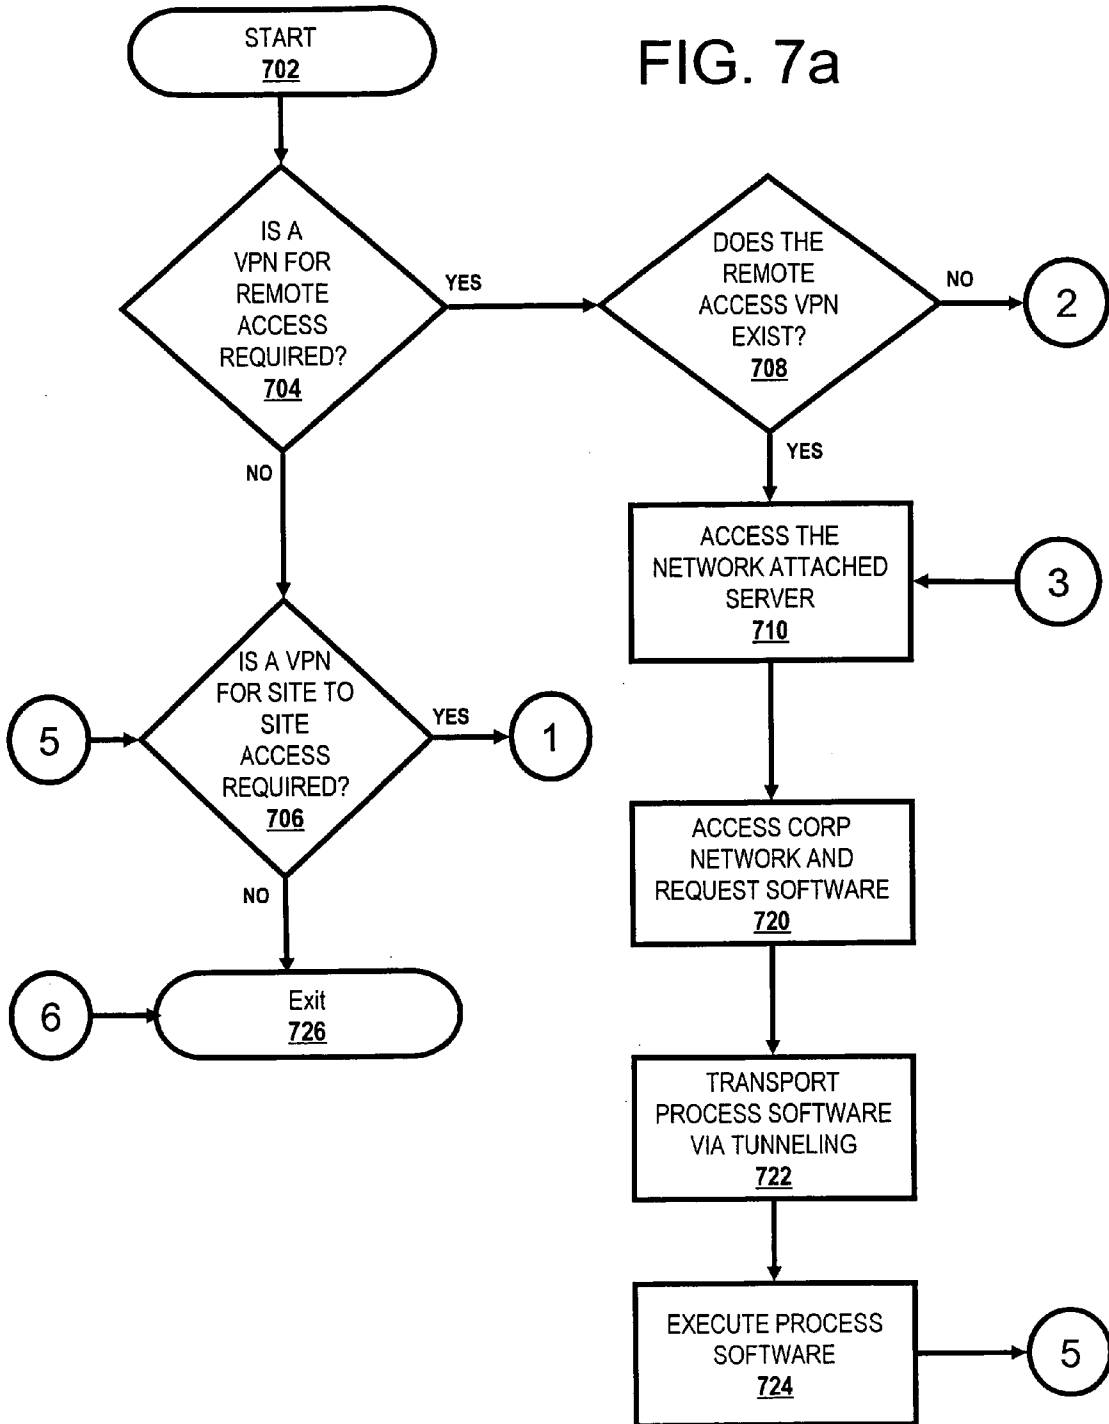 START
702
FIG. 7a
IS A
VPN FOR
REMOTE
ACCESS
REQUIRED?
704
YES
DOES THE
REMOTE
ACCESS VPN
EXIST?
708
NO
2
NO
YES
ACCESS THE
NETWORK ATTACHED
SERVER
710
3
IS A VPN
FOR SITE TO
SITE
ACCESS
REQUIRED?
706
5
YES
1
NO
ACCESS CORP
NETWORK AND
REQUEST SOFTWARE
720
6
Exit
726
TRANSPORT
PROCESS SOFTWARE
VIA TUNNELING
722
EXECUTE PROCESS
SOFTWARE
724
5